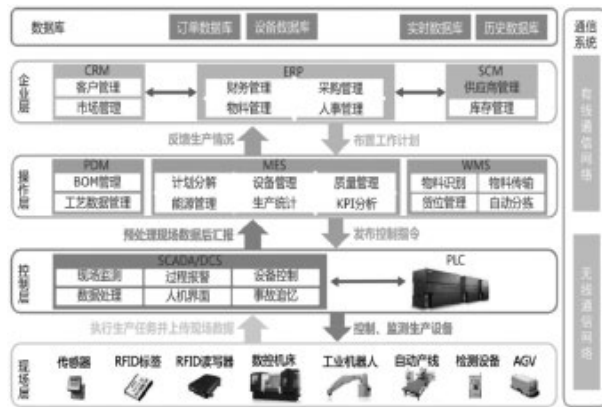 数据库
订单数据库
设备数据库
实时数据库
历史数据库
通信系统
有线通信网络
无线通信网络
企业层
CRM
客户管理
市场管理
ERP
财务管理
采购管理
物料管理
人事管理
SCM
供应商管理
库存管理
反馈生产情况
布置工作计划
操作层
PDM
BOM管理
工艺数据管理
MES
计划分解
设备管理
质量管理
能源管理
生产统计
KPI分析
WMS
物料识别
物料传输
货位管理
自动分拣
预处理现场数据后汇报
发布控制指令
控制层
SCADA/DCS
现场监测
过程报警
设备控制
数据处理
人机界面
事故追忆
PLC
执行生产任务并上传现场数据
控制、监测生产设备
现场层
传感器
RFID标签
RFID读写器
数控机床
工业机器人
自动产线
检测设备
AGV